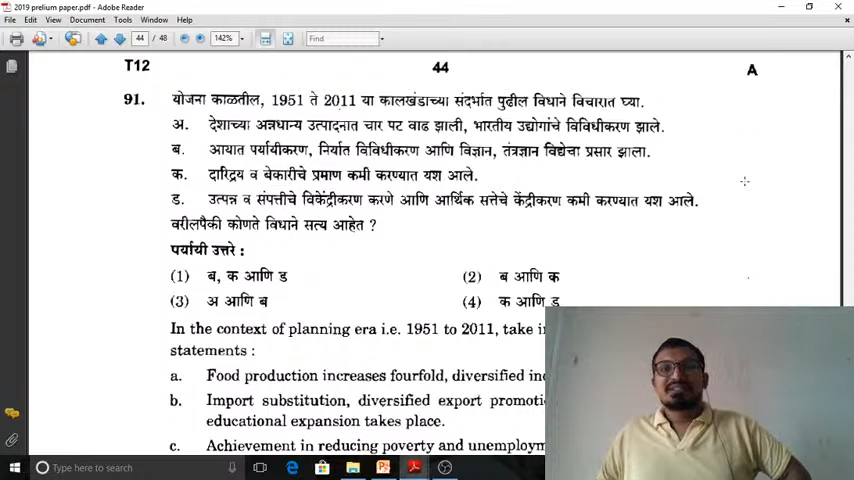 2019 prelium paper.pdf - Adobe Reader
File Edit View Document Tools Window Help
44 / 48 142% Find
T12 44 A
91. योजना काळातील, 1951 ते 2011 या कालखंडाच्या संदर्भात पुढील विधाने विचारात घ्या.
अ. देशाच्या अन्नधान्य उत्पादनात चार पट वाढ झाली, भारतीय उद्योगांचे विविधीकरण झाले.
ब. आयात पर्यायीकरण, निर्यात विविधीकरण आणि विज्ञान, तंत्रज्ञान विद्येचा प्रसार झाला.
क. दारिद्रय व बेकारीचे प्रमाण कमी करण्यात यश आले.
ड. उत्पन्न व संपत्तीचे विकेंद्रीकरण करणे आणि आर्थिक सत्तेचे केंद्रीकरण कमी करण्यात यश आले.
वरीलपैकी कोणते विधाने सत्य आहेत ?
पर्यायी उत्तरे :
(1) ब, क आणि ड (2) ब आणि क
(3) अ आणि ब (4) क आणि ड
In the context of planning era i.e. 1951 to 2011, take
statements :
a. Food production increases fourfold, diversified
b. Import substitution, diversified export
educational expansion takes place.
c. Achievement in reducing poverty and
Type here to search